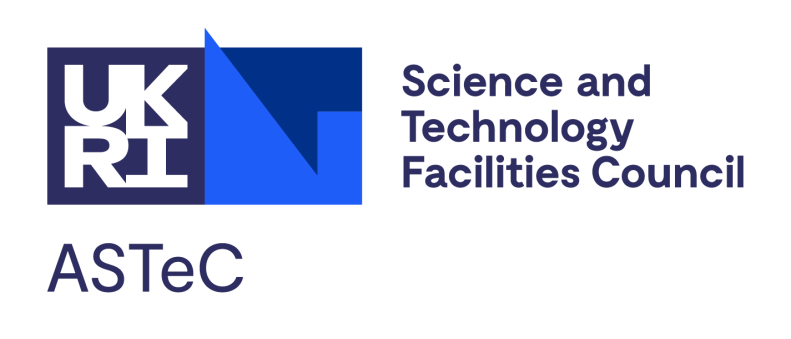 UK
RI
Science and
Technology
Facilities Council
ASTeC